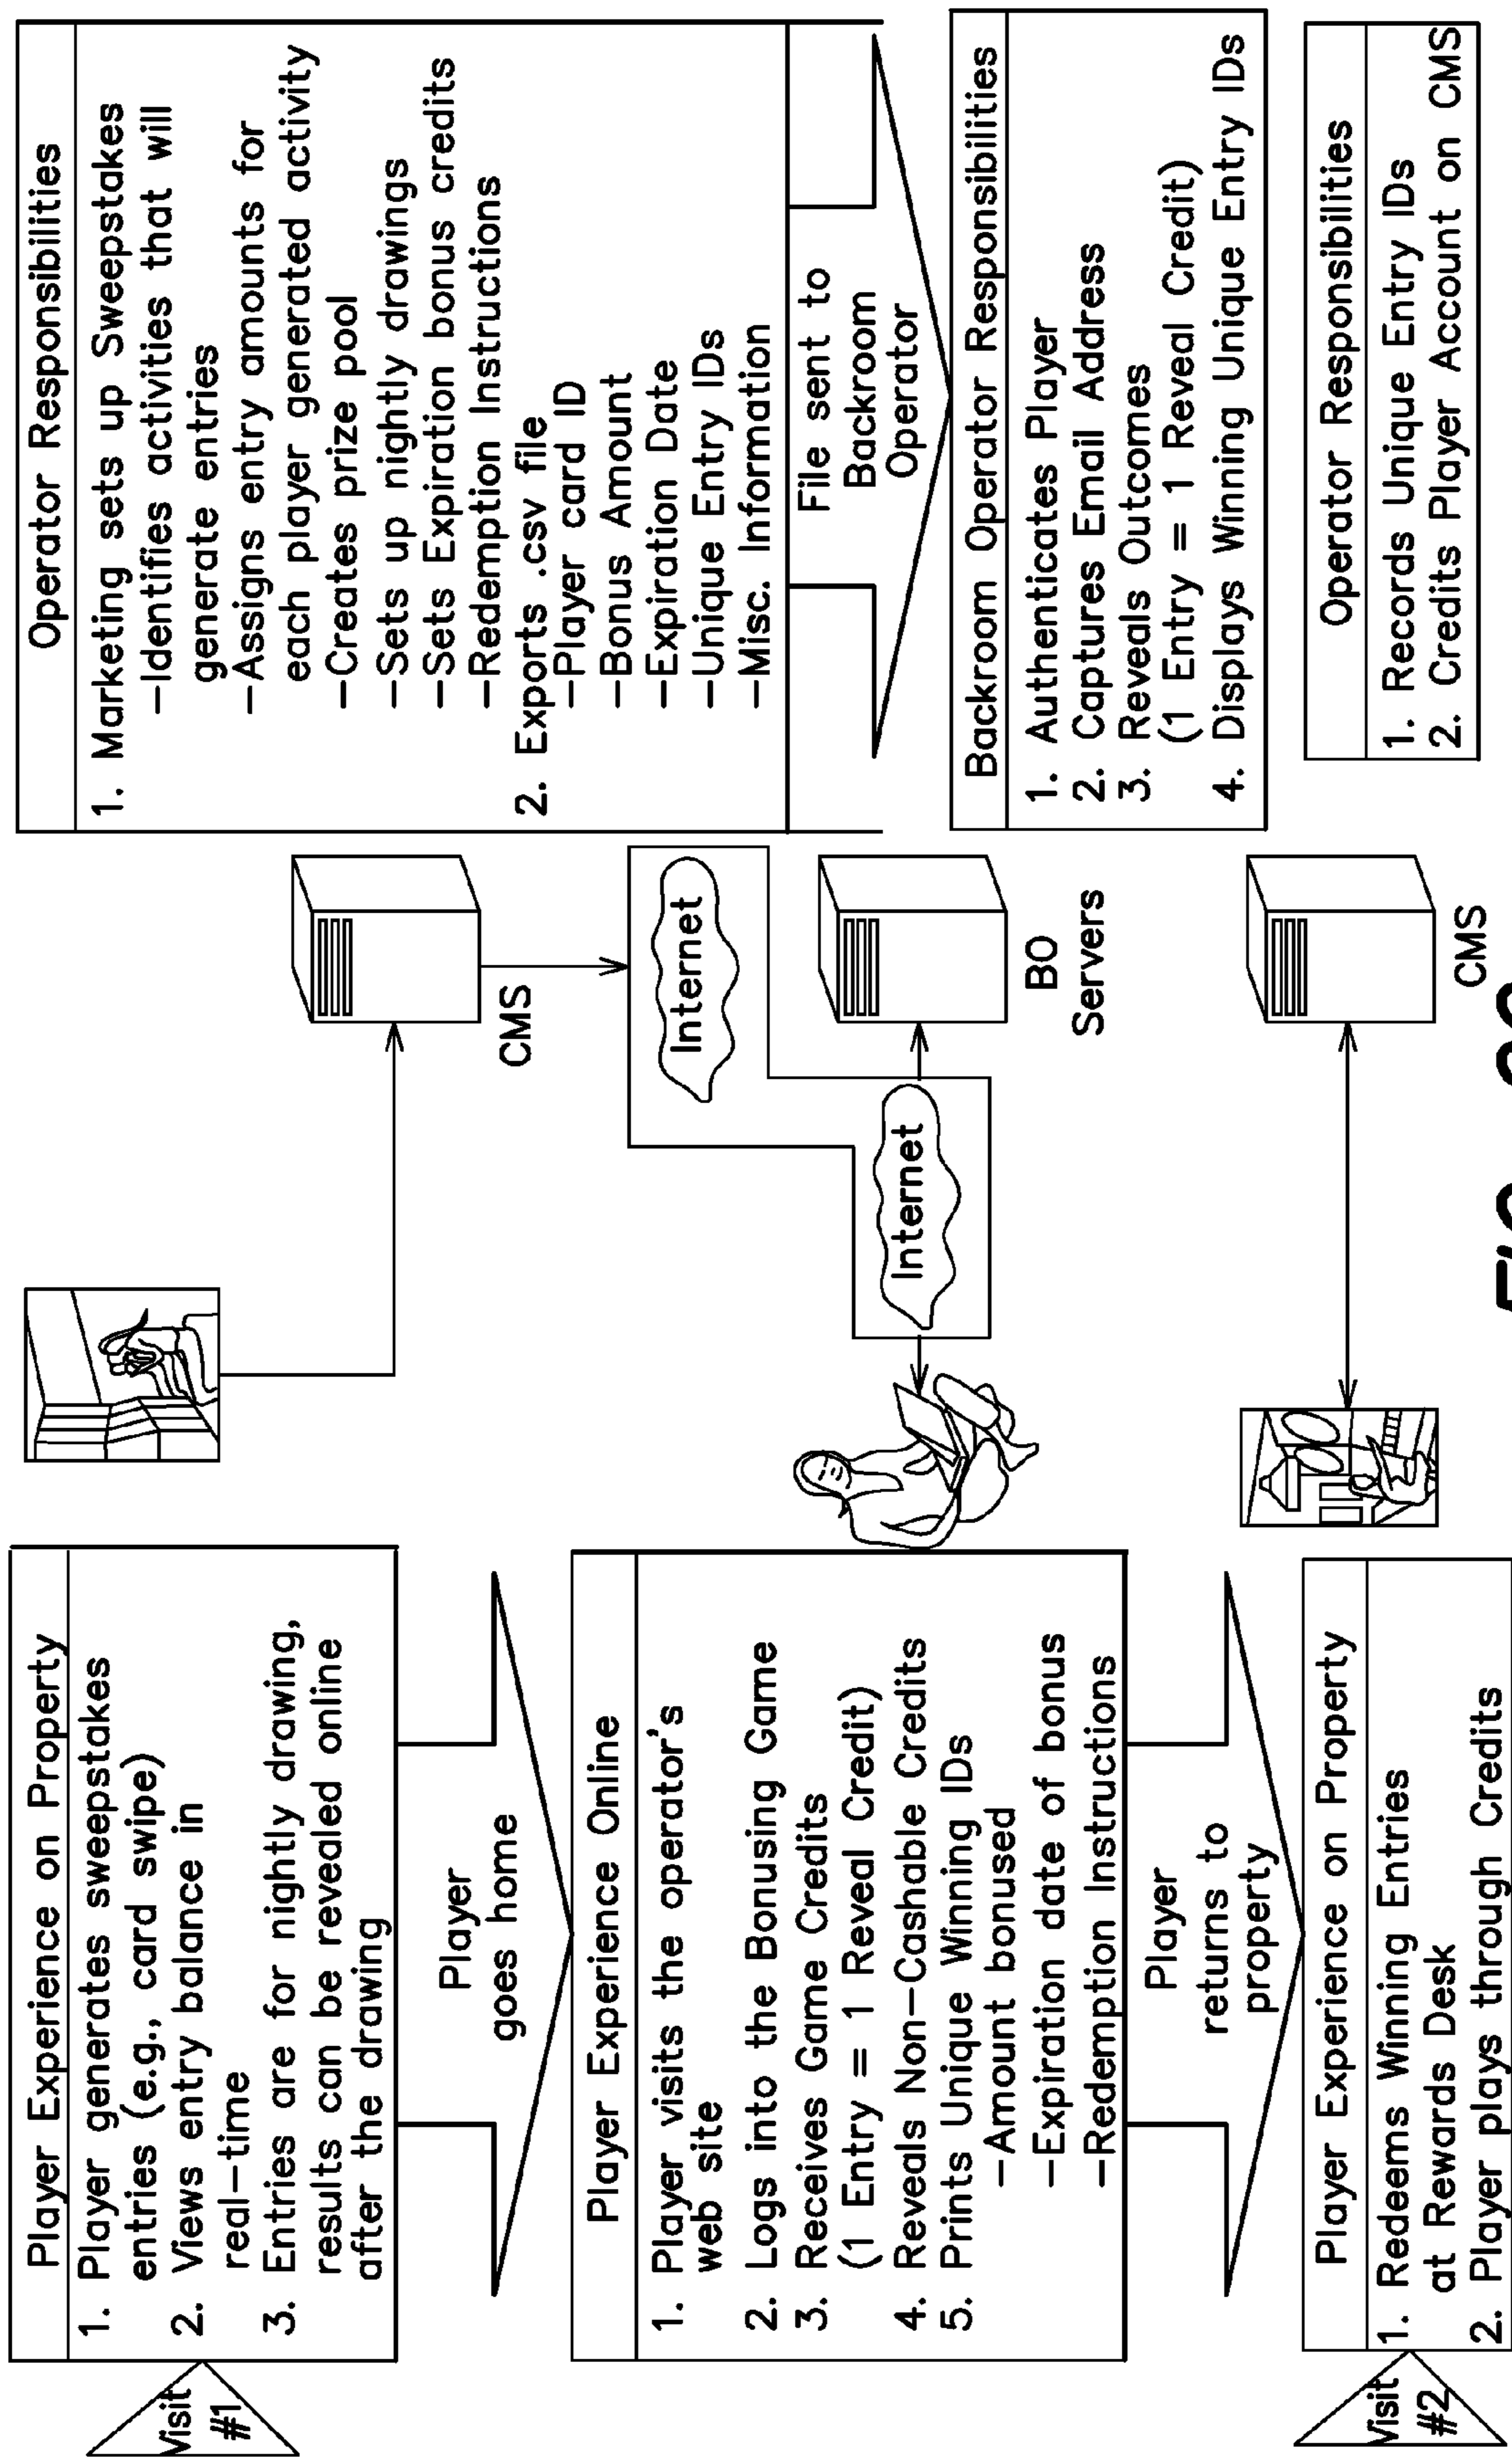 Visit
#1
Player Experience on Property
1. Player generates sweepstakes
entries (e.g., card swipe)
2. Views entry balance in
real-time
3. Entries are for nightly drawing,
results can be revealed online
after the drawing
Player
goes home
Player Experience Online
1. Player visits the operator's
web site
2. Logs into the Bonusing Game
3. Receives Game Credits
(1 Entry = 1 Reveal Credit)
4. Reveals Non-Cashable Credits
5. Prints Unique Winning IDs
-Amount bonused
-Expiration date of bonus
-Redemption Instructions
Player
returns to
property
Visit
#2
Player Experience on Property
1. Redeems Winning Entries
at Rewards Desk
2. Player plays through Credits
CMS
Internet
Internet
BO
Servers
CMS
Operator Responsibilities
1. Marketing sets up Sweepstakes
-Identifies activities that will
generate entries
-Assigns entry amounts for
each player generated activity
-Creates prize pool
-Sets up nightly drawings
-Sets Expiration bonus credits
-Redemption Instructions
2. Exports .csv file
-Player card ID
-Bonus Amount
-Expiration Date
-Unique Entry IDs
-Misc. Information
File sent to
Backroom
Operator
Backroom Operator Responsibilities
1. Authenticates Player
2. Captures Email Address
3. Reveals Outcomes
(1 Entry = 1 Reveal Credit)
4. Displays Winning Unique Entry IDs
Operator Responsibilities
1. Records Unique Entry IDs
2. Credits Player Account on CMS